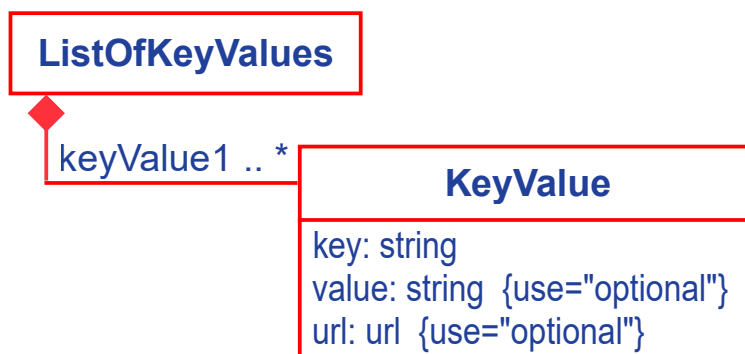 ListOfKeyValues
keyValue1 .. *
KeyValue
key: string
value: string {use="optional"}
url: url {use="optional"}